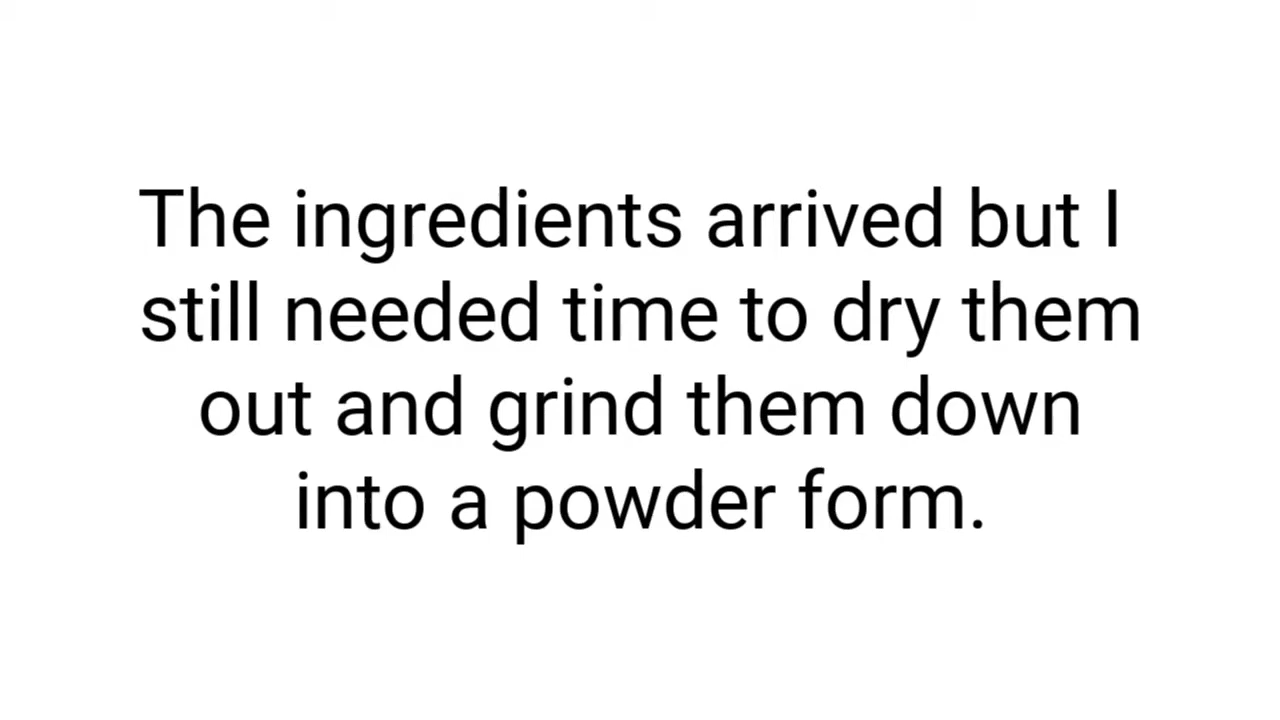 The ingredients arrived but I
still needed time to dry them
out and grind them down
into a powder form.